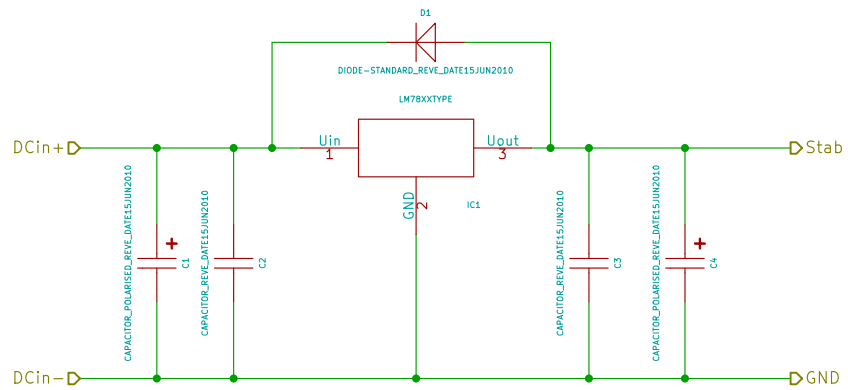 D1
DIODE-STANDARD_REVE_DATE15JUN2010
LM78XXTYPE
DCin+
Uin
1
Uout
3
Stab
GND
2
IC1
CAPACITOR_POLARISED_REVE_DATE15JUN2010
+
C1
CAPACITOR_REVE_DATE15JUN2010
C2
CAPACITOR_REVE_DATE15JUN2010
C3
CAPACITOR_POLARISED_REVE_DATE15JUN2010
+
C4
DCin-
GND